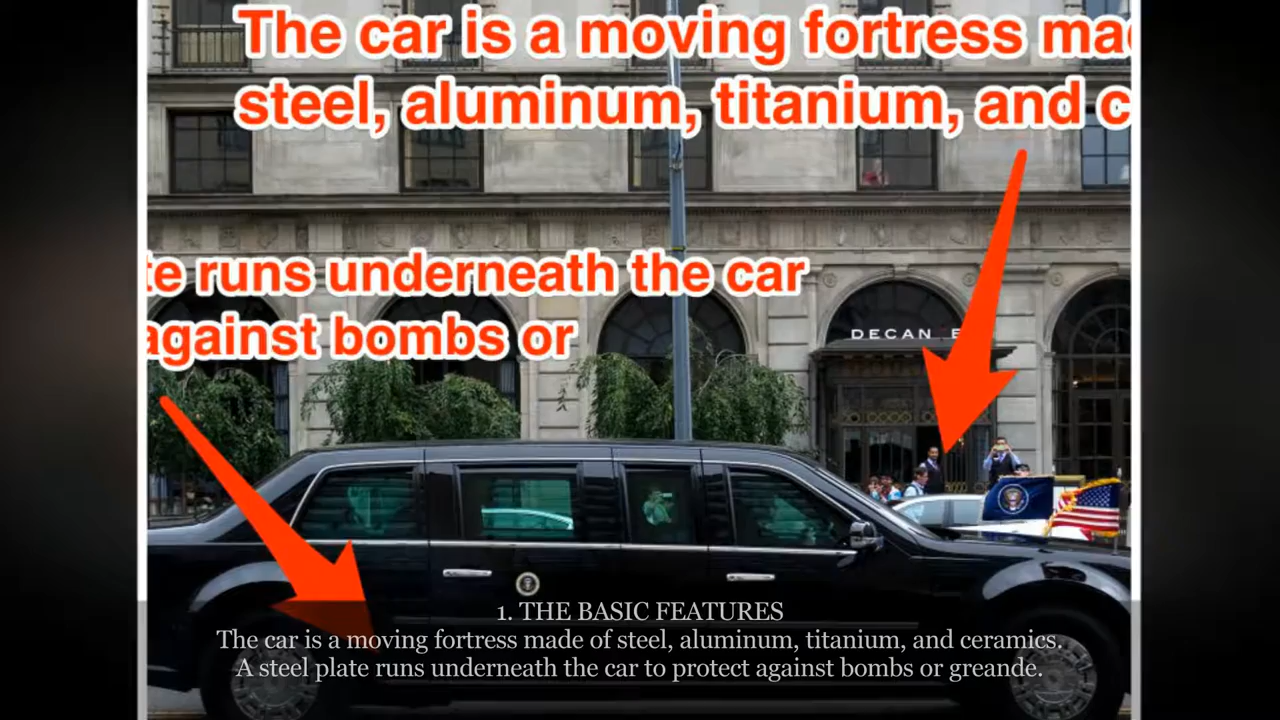 The car is a moving fortress mad
steel, aluminum, titanium, and c
te runs underneath the car
against bombs or
DECAN E
1. THE BASIC FEATURES
The car is a moving fortress made of steel, aluminum, titanium, and ceramics.
A steel plate runs underneath the car to protect against bombs or greande.